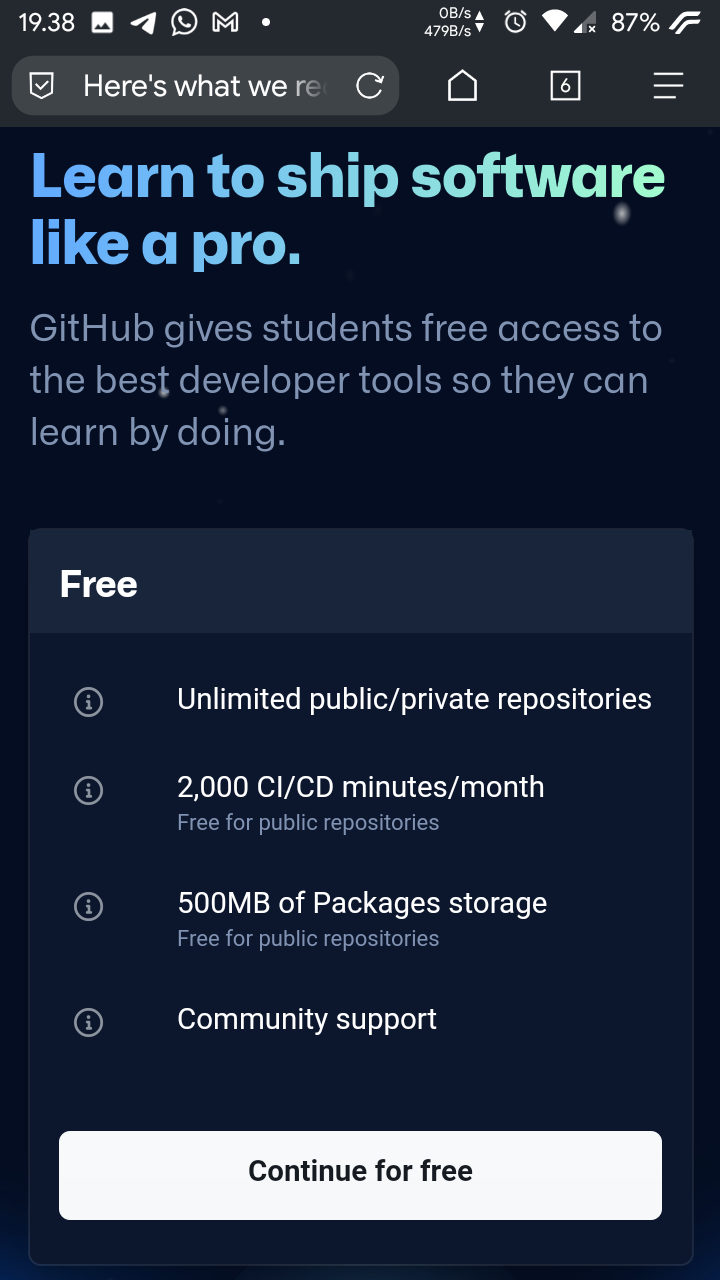 19.38
0B/s
479B/s
87%
Here's what we re
6
Learn to ship software
like a pro.
GitHub gives students free access to
the best developer tools so they can
learn by doing.
Free
Unlimited public/private repositories
2,000 CI/CD minutes/month
Free for public repositories
500MB of Packages storage
Free for public repositories
Community support
Continue for free